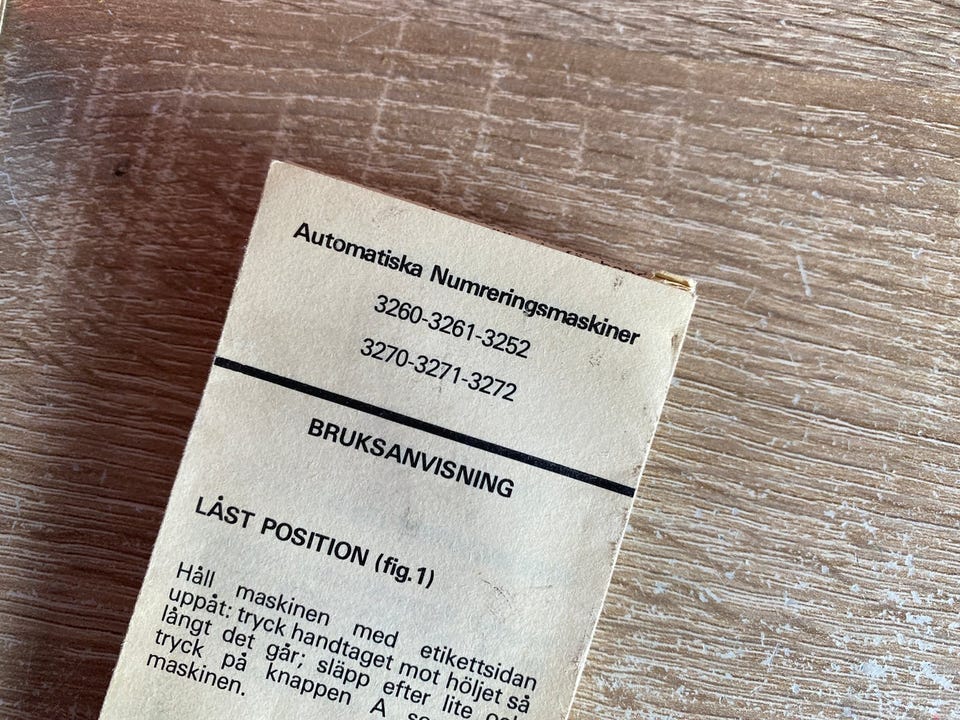 Automatiska Numreringsmaskiner
3260-3261-3252
3270-3271-3272
BRUKSANVISNING
LÅST POSITION (fig.1)
Håll maskinen med etikettsidan
uppåt: tryck handtaget mot höljet så
långt det går; släpp efter lite
tryck på knappen A
maskinen.